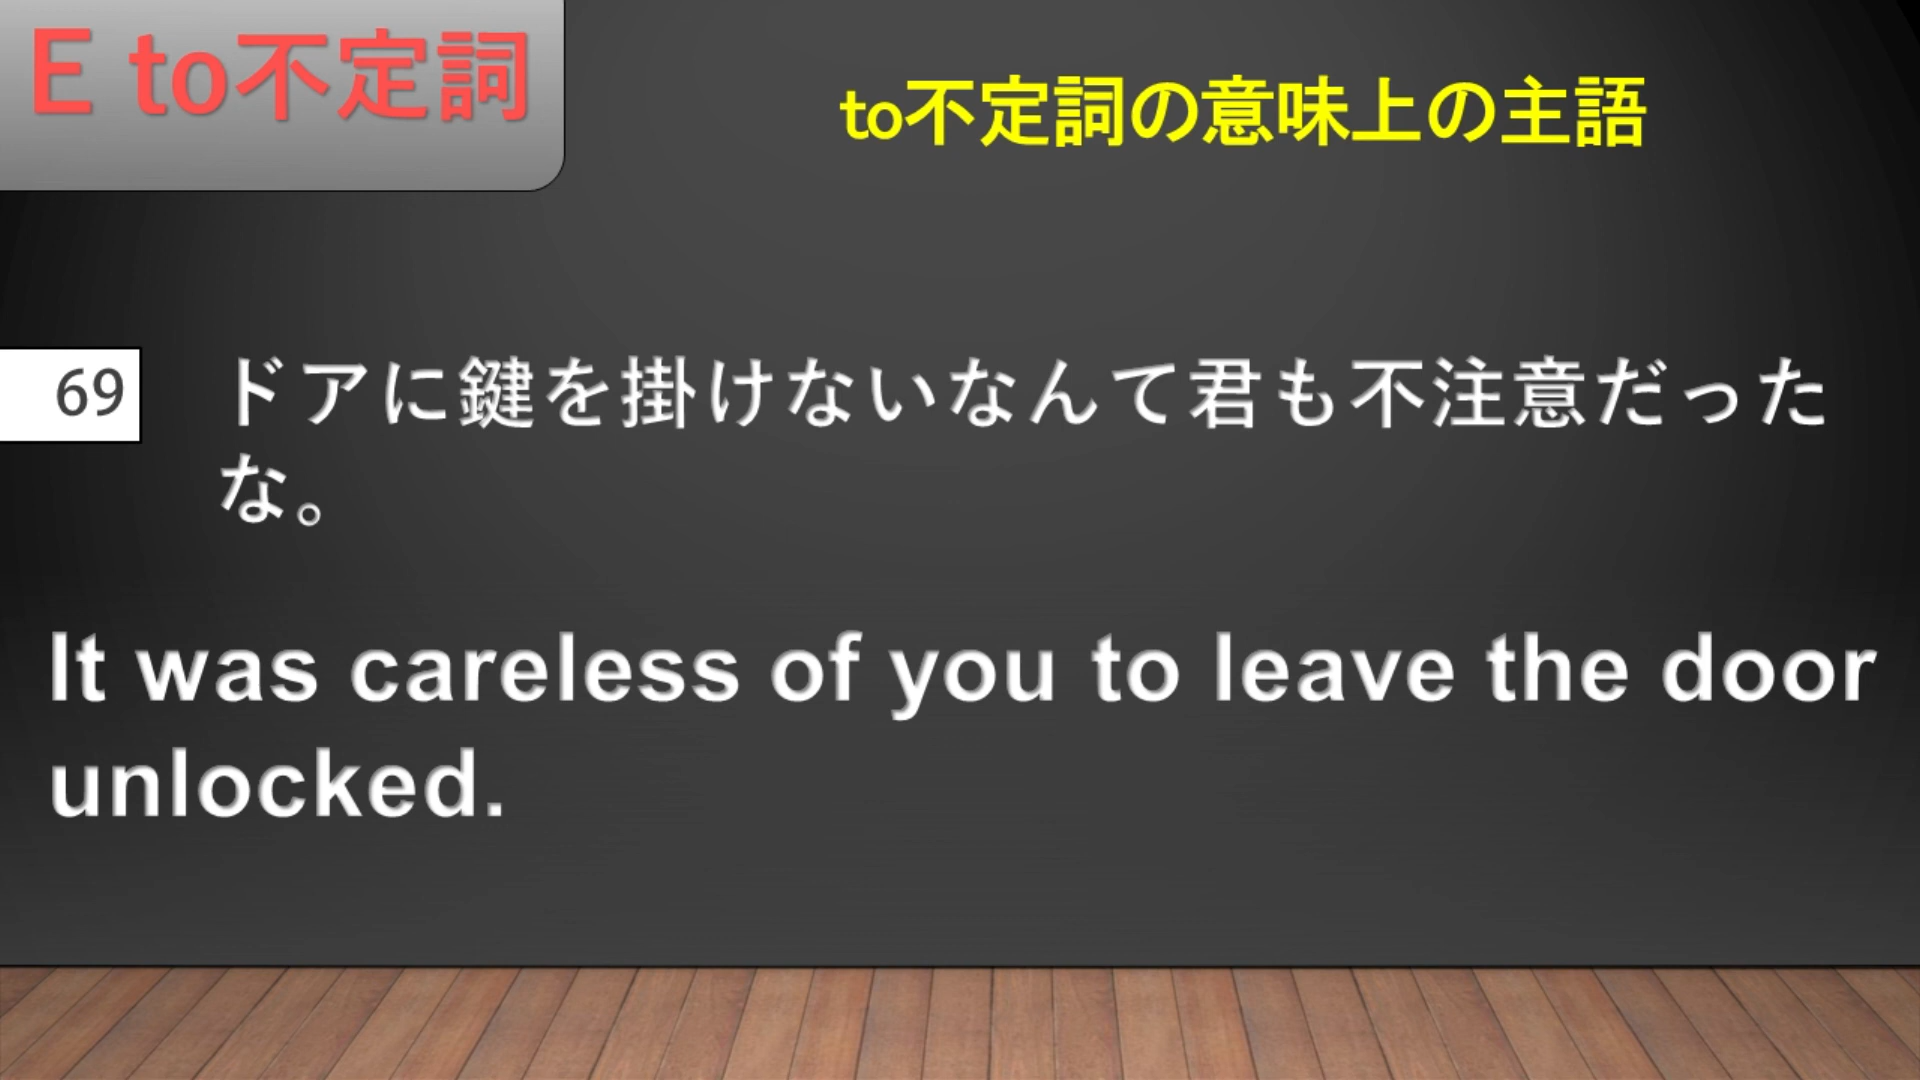 E to不定詞
to不定詞の意味上の主語
69
ドアに鍵を掛けないなんて君も不注意だった
な。
It was careless of you to leave the door
unlocked.